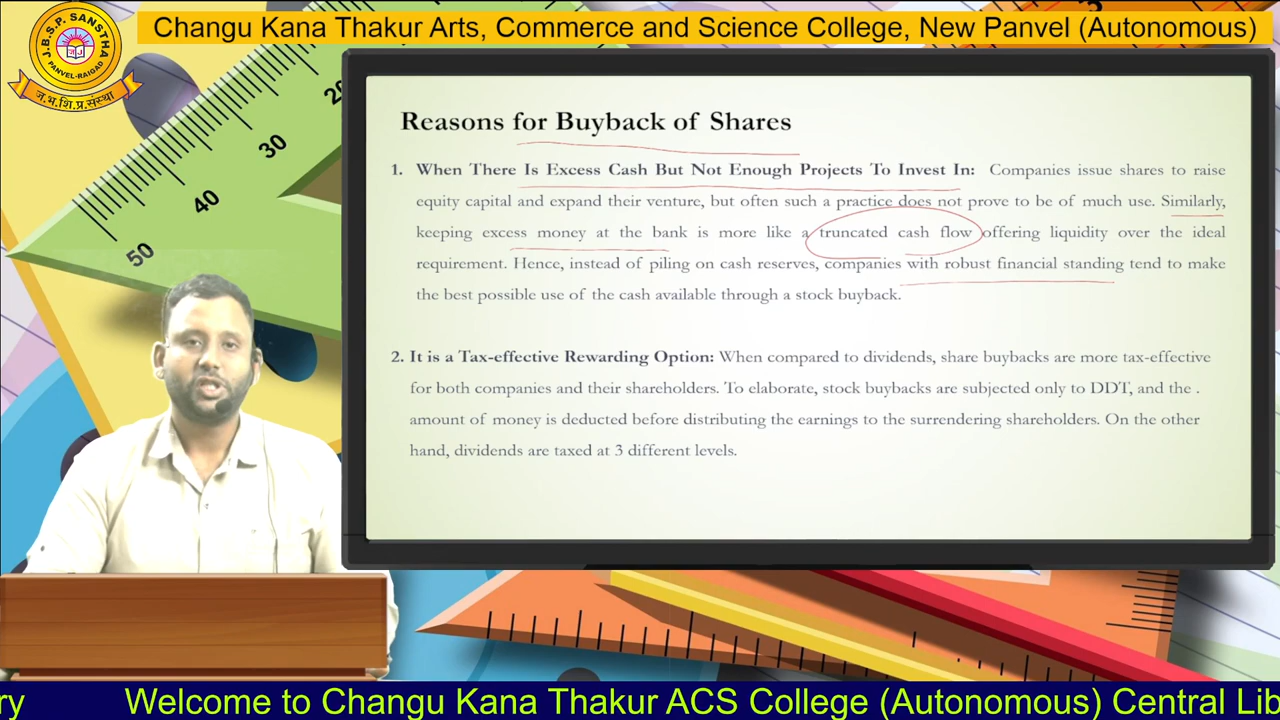 Changu Kana Thakur Arts, Commerce and Science College, New Panvel (Autonomous)
J.B.S.P. SANSTHA
PANVEL-RAIGAD
ज.भ.शि.प्र.संस्था
20
30
40
50
Reasons for Buyback of Shares
1. When There Is Excess Cash But Not Enough Projects To Invest In: Companies issue shares to raise
equity capital and expand their venture, but often such a practice does not prove to be of much use. Similarly,
keeping excess money at the bank is more like a truncated cash flow offering liquidity over the ideal
requirement. Hence, instead of piling on cash reserves, companies with robust financial standing tend to make
the best possible use of the cash available through a stock buyback.
2. It is a Tax-effective Rewarding Option: When compared to dividends, share buybacks are more tax-effective
for both companies and their shareholders. To elaborate, stock buybacks are subjected only to DDT, and the .
amount of money is deducted before distributing the earnings to the surrendering shareholders. On the other
hand, dividends are taxed at 3 different levels.
ry Welcome to Changu Kana Thakur ACS College (Autonomous) Central Lib